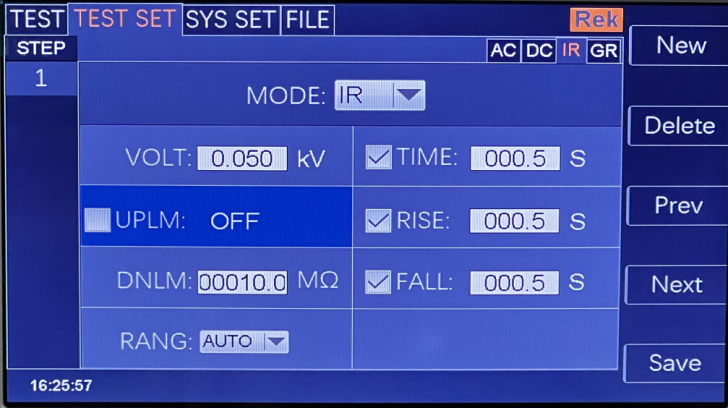 TEST TEST SET SYS SET FILE Rek
STEP AC DC IR GR New
1 MODE: IR
Delete
VOLT: 0.050 kV TIME: 000.5 S
UPLM: OFF RISE: 000.5 S Prev
DNLM: 00010.0 MΩ FALL: 000.5 S Next
RANG: AUTO
Save
16:25:57